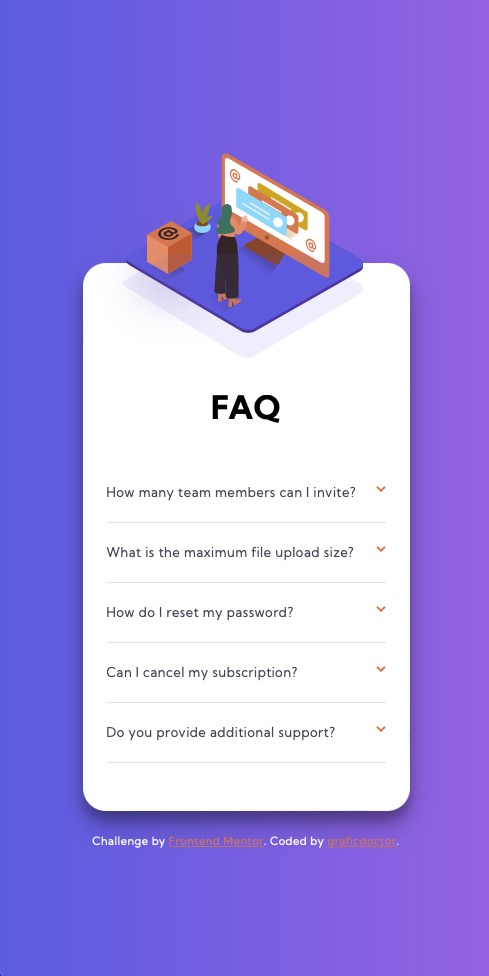 FAQ
How many team members can I invite?
What is the maximum file upload size?
How do I reset my password?
Can I cancel my subscription?
Do you provide additional support?
Challenge by Frontend Mentor. Coded by graficdoctor.